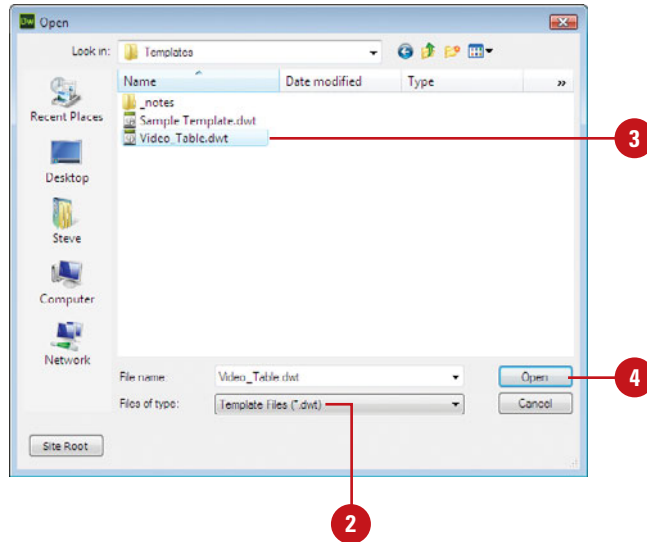 Dw Open
Look in: Templates
Name Date modified Type »
Recent Places
Desktop
Steve
Computer
Network
_notes
Sample Template.dwt
Video_Table.dwt
3
File name: Video_Table.dwt Open
4
Files of type: Template Files (*.dwt) Cancel
Site Root
2